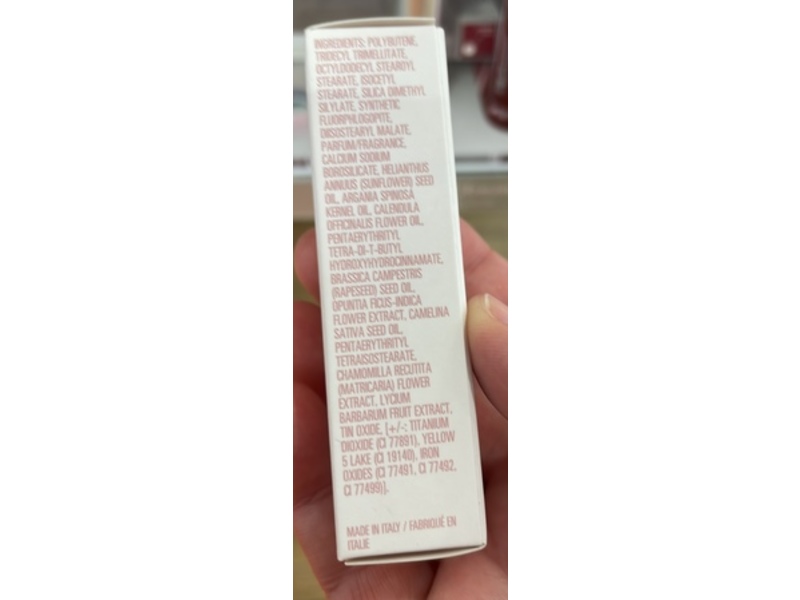 INGREDIENTS: POLYBUTENE,
TRIDECYL TRIMELLITATE,
OCTYLDODECYL STEAROYL
STEARATE, ISOCETYL
STEARATE, SILICA DIMETHYL
SILYLATE, SYNTHETIC
FLUORPHLOGOPITE,
DIISOSTEARYL MALATE,
PARFUM/FRAGRANCE,
CALCIUM SODIUM
BOROSILICATE, HELIANTHUS
ANNUUS (SUNFLOWER) SEED
OIL, ARGANIA SPINOSA
KERNEL OIL, CALENDULA
OFFICINALIS FLOWER OIL,
PENTAERYTHRITYL
TETRA-DI-T-BUTYL
HYDROXYHYDROCINNAMATE,
BRASSICA CAMPESTRIS
(RAPESEED) SEED OIL,
OPUNTIA FICUS-INDICA
FLOWER EXTRACT, CAMELINA
SATIVA SEED OIL,
PENTAERYTHRITYL
TETRAISOSTEARATE,
CHAMOMILLA RECUTITA
(MATRICARIA) FLOWER
EXTRACT, LYCIUM
BARBARUM FRUIT EXTRACT,
TIN OXIDE, [+/-: TITANIUM
DIOXIDE (CI 77891), YELLOW
5 LAKE (CI 19140), IRON
OXIDES (CI 77491, CI 77492,
CI 77499)].
MADE IN ITALY / FABRIQUÉ EN
ITALIE